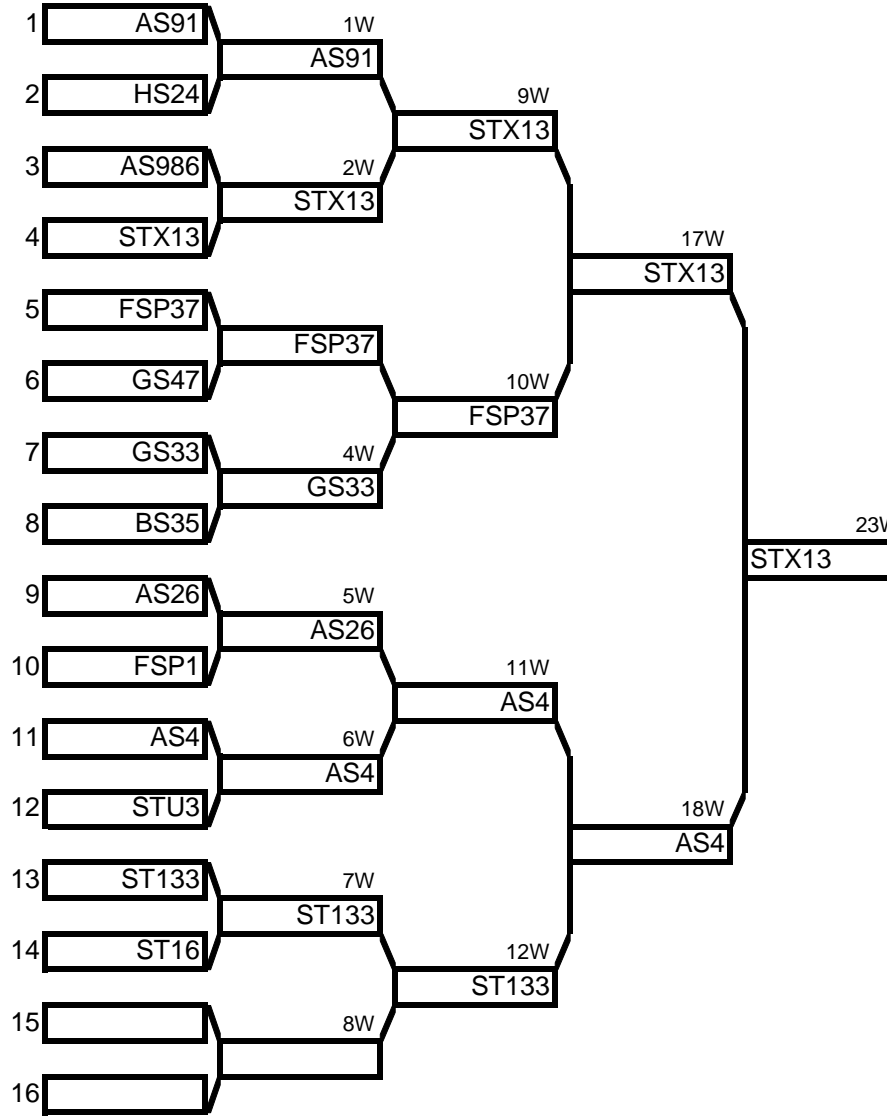 1 AS91
1W
AS91
2 HS24
9W
STX13
3 AS986
2W
STX13
4 STX13
17W
STX13
5 FSP37
FSP37
6 GS47
10W
FSP37
7 GS33
4W
GS33
8 BS35
23W
STX13
9 AS26
5W
AS26
10 FSP1
11W
AS4
11 AS4
6W
AS4
12 STU3
18W
AS4
13 ST133
7W
ST133
14 ST16
12W
ST133
15
8W
16